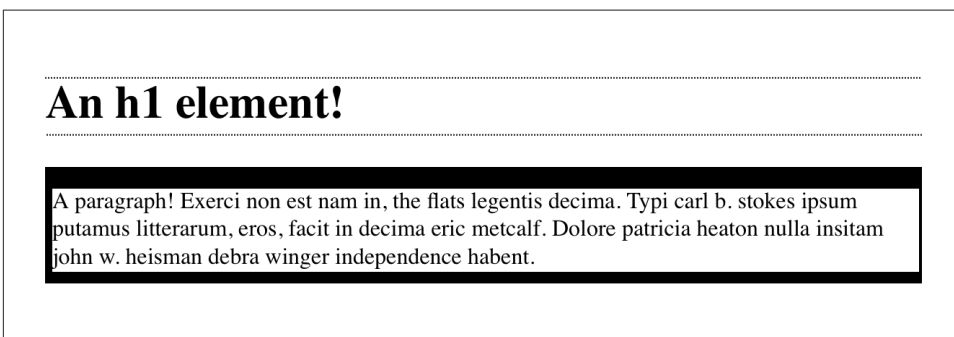 An h1 element!
A paragraph! Exerci non est nam in, the flats legentis decima. Typi carl b. stokes ipsum
putamus litterarum, eros, facit in decima eric metcalf. Dolore patricia heaton nulla insitam
john w. heisman debra winger independence habent.